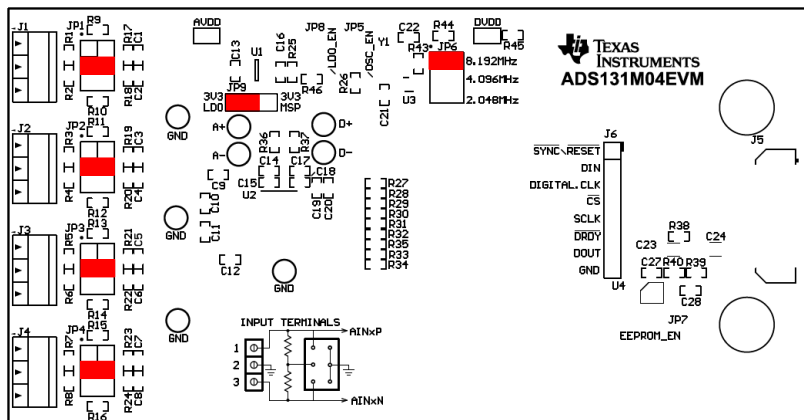 J1
R9
JP1
R1
R17
C1
R2
R18
C2
R10
J2
R11
JP2
R3
R19
C3
R4
R20
C4
R12
J3
R13
JP3
R5
R21
C5
R6
R22
C6
R14
J4
R15
JP4
R7
R23
C7
R8
R24
C8
R16
AVDD
C13
U1
C16
R25
JP8
LDO_EN
JP5
OSC_EN
Y1
C22
R44
R43
JP6
DVDD
R45
R46
R26
C21
U3
8.192MHz
4.096MHz
2.048MHz
JP9
3V3
LDO
3V3
MSP
GND
A+
A-
D+
D-
R36
R37
C14
C17
C15
U2
C18
C9
C10
C19
C20
C11
C12
GND
GND
GND
R27
R28
R29
R30
R31
R32
R35
R33
R34
INPUT TERMINALS
1
2
3
AINxP
AINxN
TEXAS
INSTRUMENTS
ADS131M04EVM
J6
SYNC\RESET
DIN
DIGITAL.CLK
CS
SCLK
DRDY
DOUT
GND
U4
J5
R38
C23
C24
C27
R40
R39
C28
JP7
EEPROM_EN